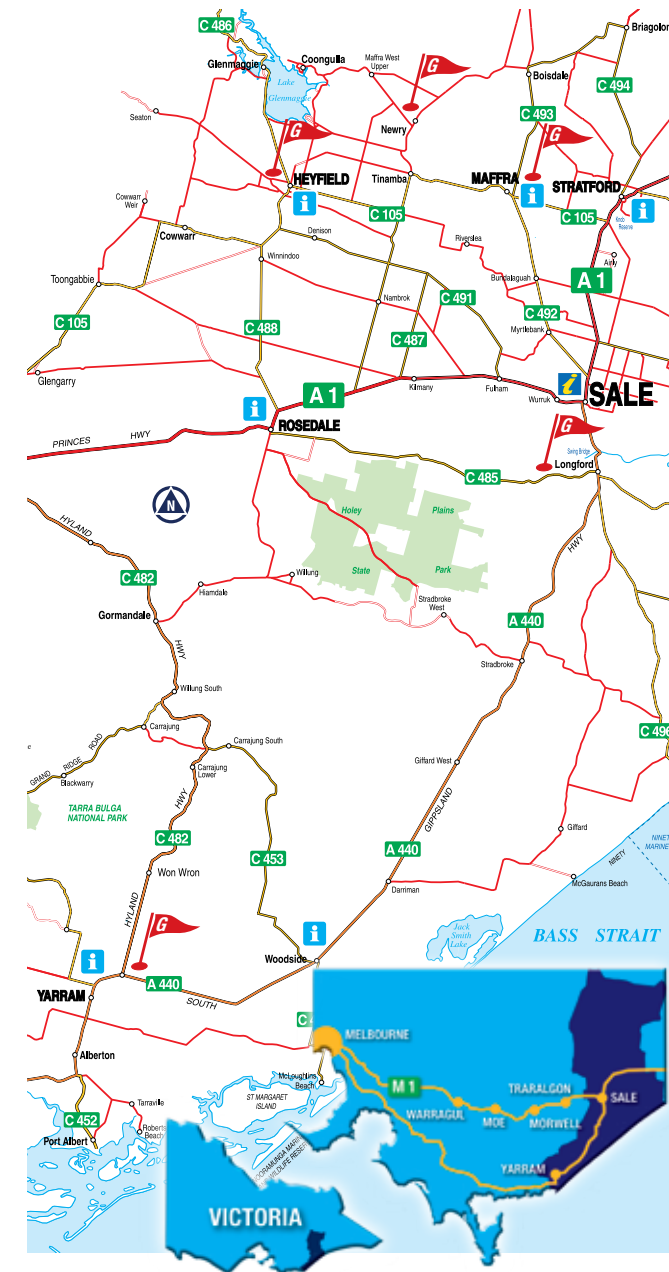 C 486
Briagolon
Glenmaggie
Coongulla
Maffra West
Upper
G
Boisdale
C 494
Lake
Glenmaggie
C 493
Seaton
Newry
G
G
HEYFIELD
Tinamba
MAFFRA
STRATFORD
i
i
i
Cowwarr
Weir
C 105
C 105
Knob
Reserve
Cowwarr
Denison
Riverslea
Winnindoo
Airly
Toongabbie
Bundalaguah
A 1
Nambrok
C 491
C 105
C 492
C 488
C 487
Myrtlebank
Glengarry
Kilmany
Fulham
i
SALE
A 1
Wurruk
i
ROSEDALE
G
PRINCES HWY
Swing Bridge
Longford
C 485
N
Holey Plains
State Park
HYLAND
HWY
C 482
Willung
Hiamdale
Stradbroke
West
Gormandale
A 440
HWY
Stradbroke
Willung South
Carrajung
Carrajung South
C 496
GRAND RIDGE ROAD
Giffard West
Carrajung
Lower
Blackwarry
HWY
GIPPSLAND
TARRA BULGA
NATIONAL PARK
Giffard
C 482
A 440
C 453
NINETY
Won Wron
Darriman
McGaurans Beach
HYLAND
G
Jack
Smith
Lake
BASS STRAIT
i
i
Woodside
A 440
YARRAM
SOUTH
MELBOURNE
Alberton
McLoughlins
Beach
M 1
TRARALGON
SALE
ST MARGARET
ISLAND
WARRAGUL
MOE
MORWELL
Tarraville
C 452
Port Albert
YARRAM
VICTORIA